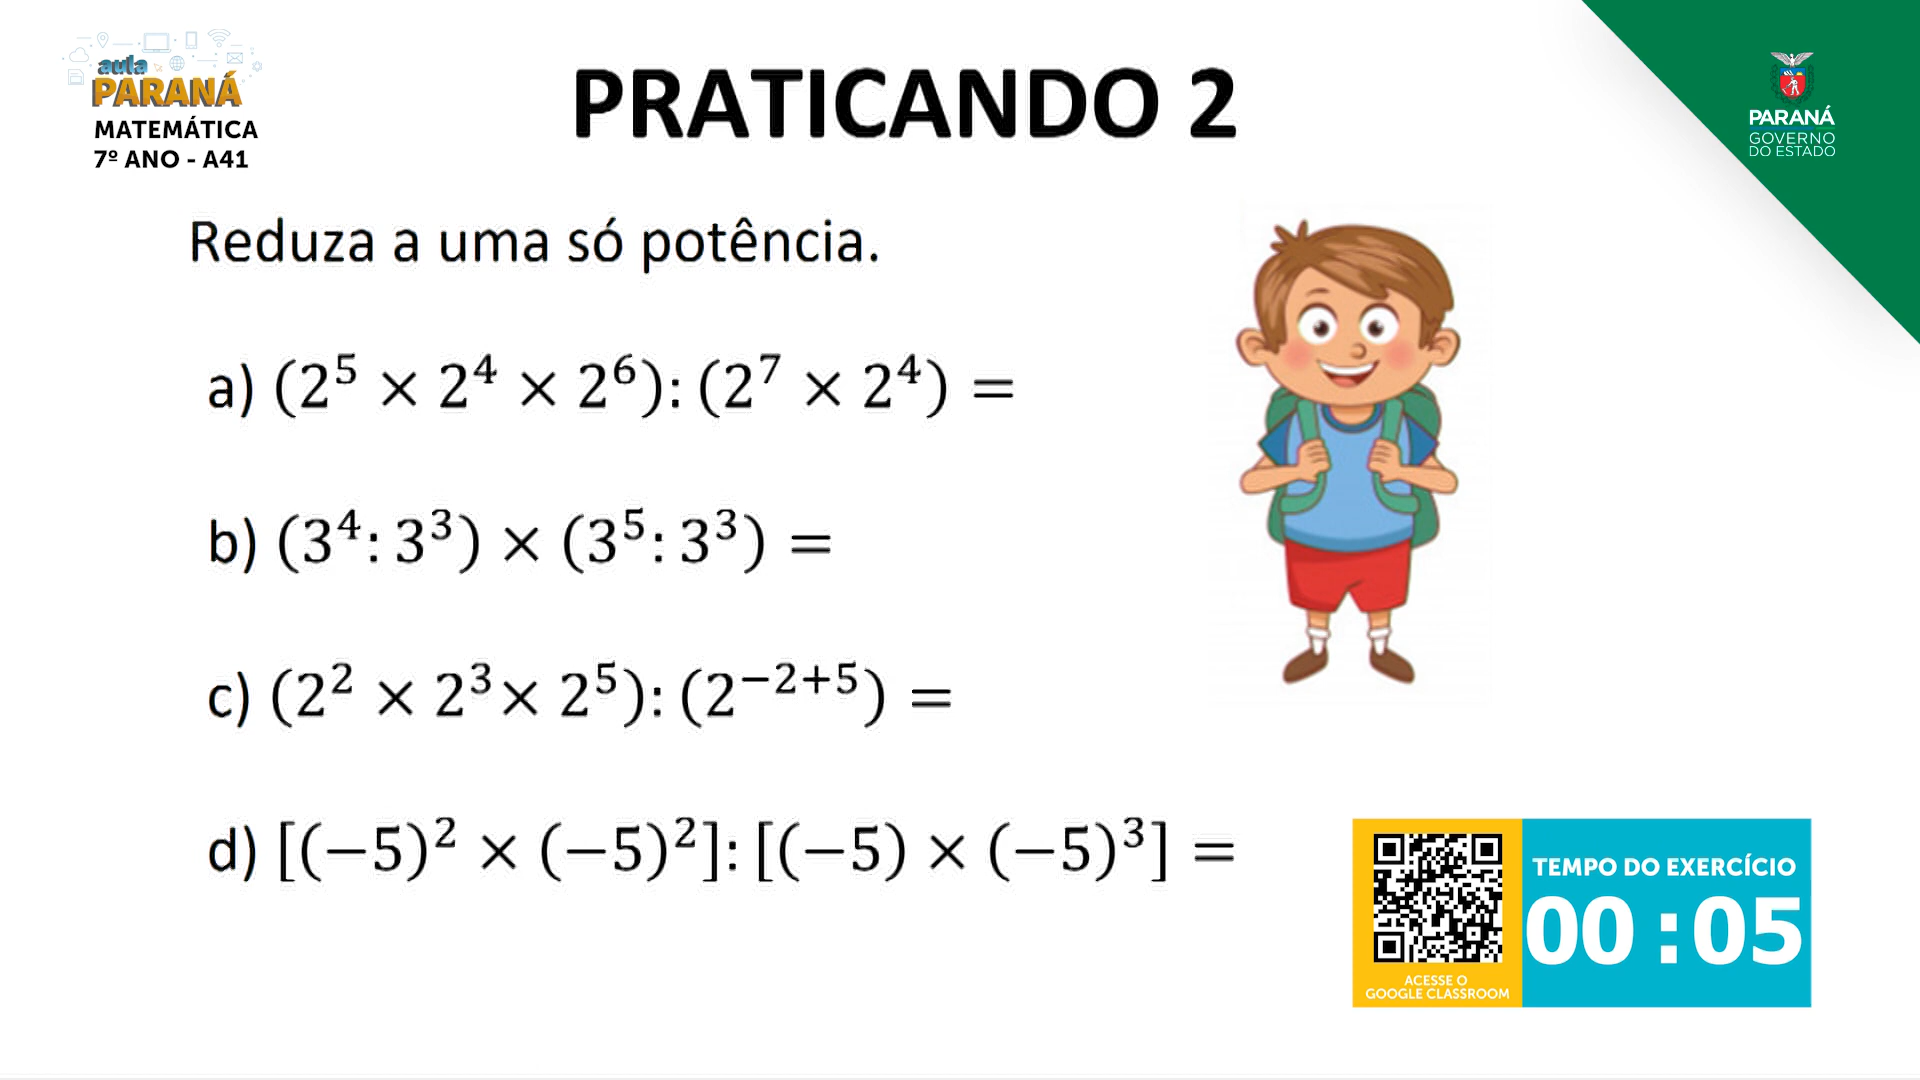 aula
PARANÁ
MATEMÁTICA
7º ANO - A41
PRATICANDO 2
PARANÁ
GOVERNO
DO ESTADO
Reduza a uma só potência.
a) (2⁵ × 2⁴ × 2⁶): (2⁷ × 2⁴) =
b) (3⁴: 3³) × (3⁵: 3³) =
c) (2² × 2³× 2⁵): (2⁻²⁺⁵) =
d) [(−5)² × (−5)²]: [(−5) × (−5)³] =
TEMPO DO EXERCÍCIO
00 :05
ACESSE O
GOOGLE CLASSROOM